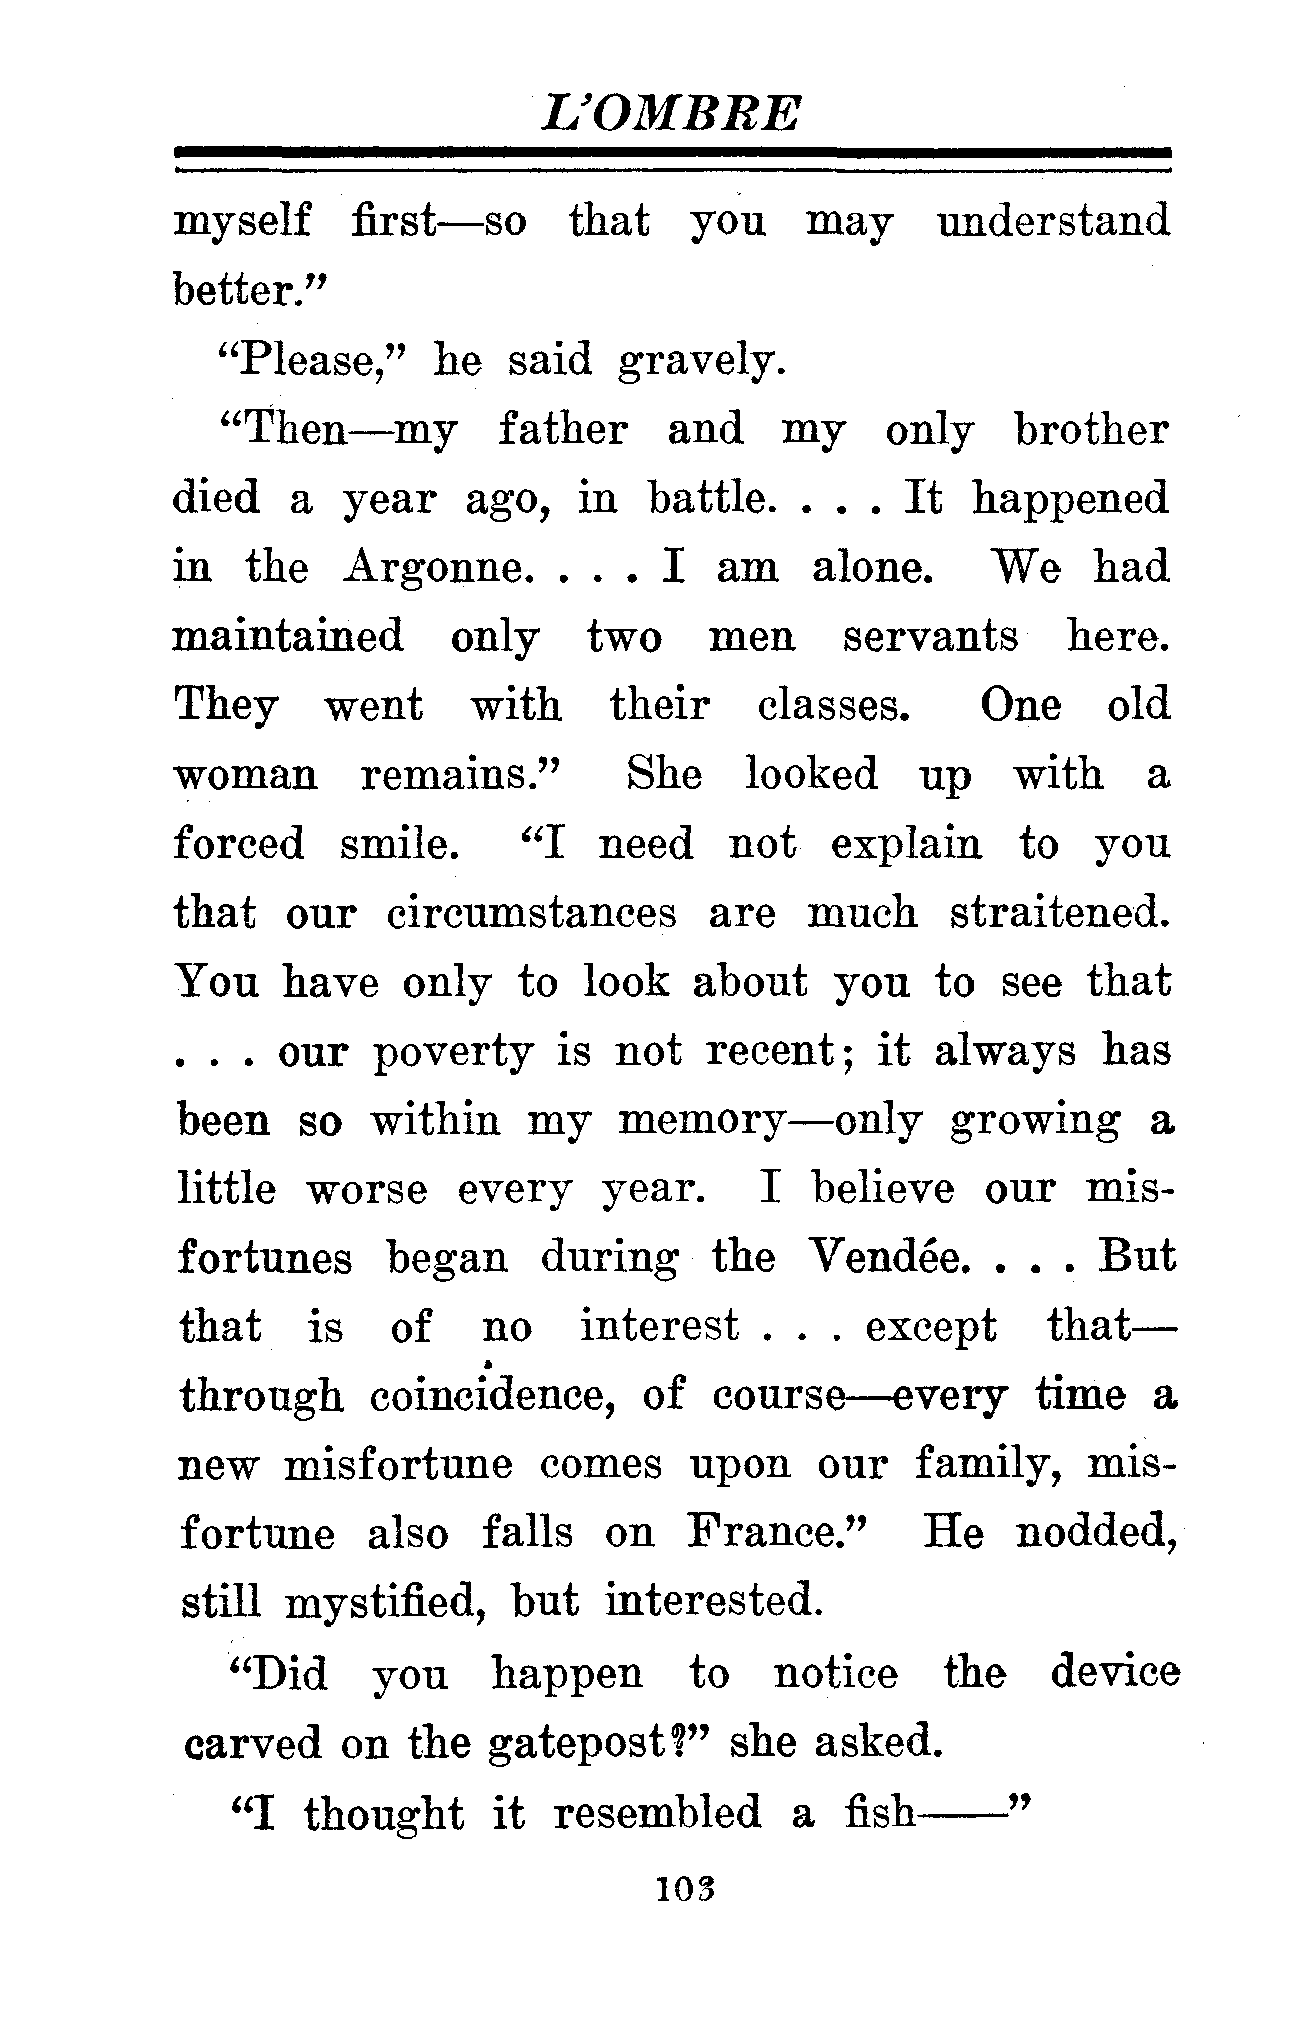 L'OMBRE
myself first—so that you may understand
better."
"Please," he said gravely.
"Then—my father and my only brother
died a year ago, in battle. . . . It happened
in the Argonne. . . . I am alone. We had
maintained only two men servants here.
They went with their classes. One old
woman remains." She looked up with a
forced smile. "I need not explain to you
that our circumstances are much straitened.
You have only to look about you to see that
. . . our poverty is not recent; it always has
been so within my memory—only growing a
little worse every year. I believe our mis-
fortunes began during the Vendée. . . . But
that is of no interest . . . except that—
through coincidence, of course—every time a
new misfortune comes upon our family, mis-
fortune also falls on France." He nodded,
still mystified, but interested.
"Did you happen to notice the device
carved on the gatepost?" she asked.
"I thought it resembled a fish——"
103